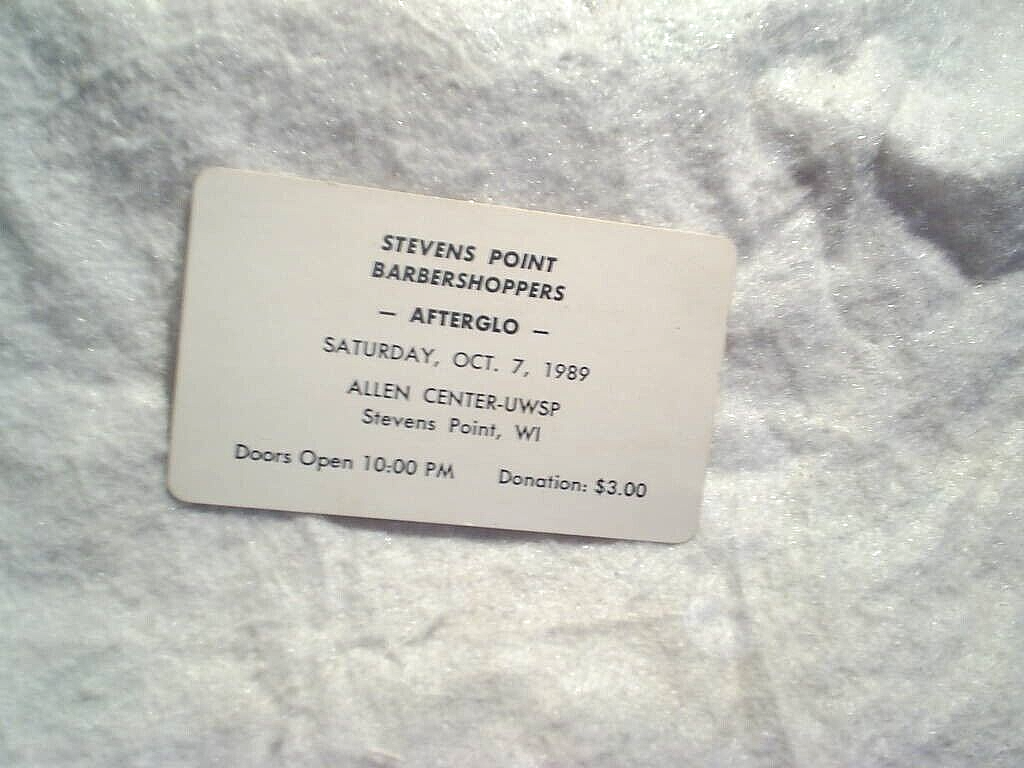 STEVENS POINT
BARBERSHOPPERS
— AFTERGLO —
SATURDAY, OCT. 7, 1989
ALLEN CENTER-UWSP
Stevens Point, WI
Doors Open 10:00 PM Donation: $3.00